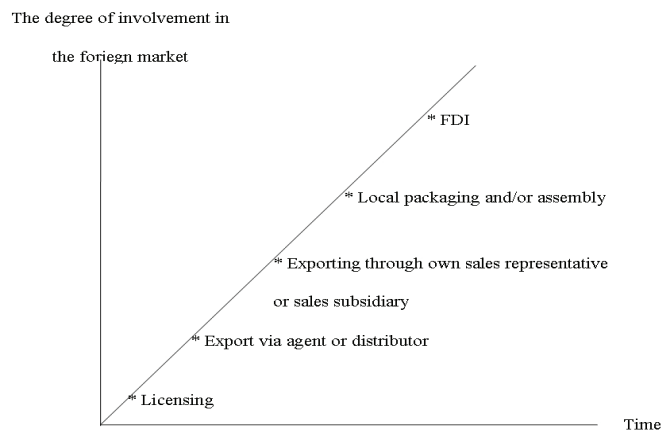 The degree of involvement in
the foriegn market
* FDI
* Local packaging and/or assembly
* Exporting through own sales representative
or sales subsidiary
* Export via agent or distributor
* Licensing
Time